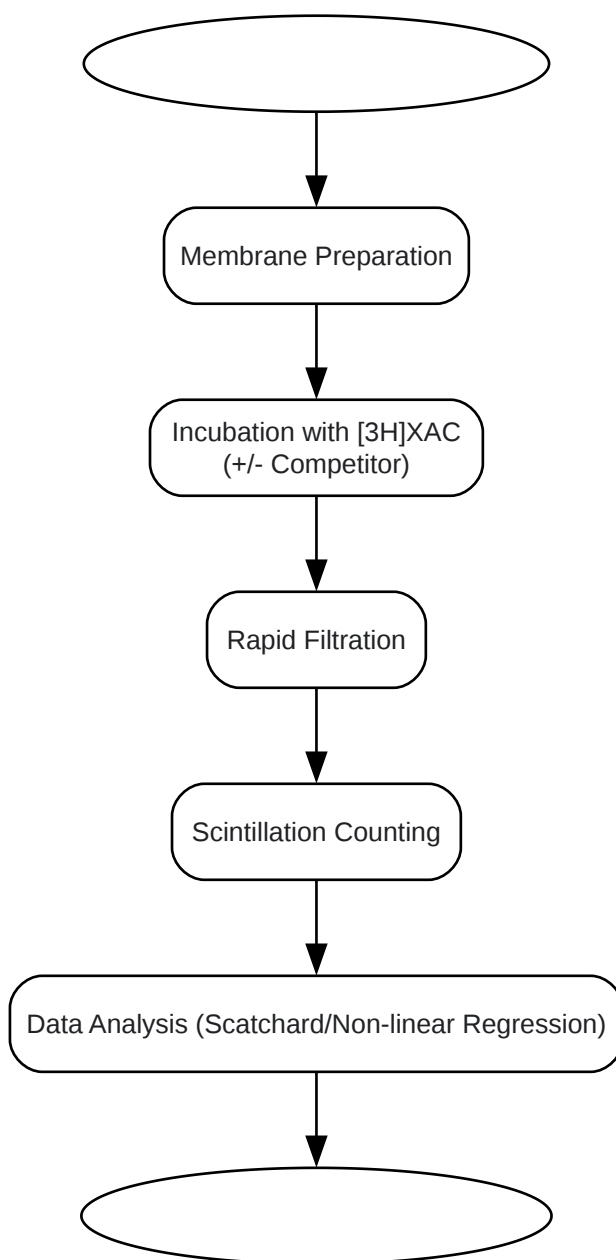 Membrane Preparation
Incubation with [3H]XAC
(+/- Competitor)
Rapid Filtration
Scintillation Counting
Data Analysis (Scatchard/Non-linear Regression)